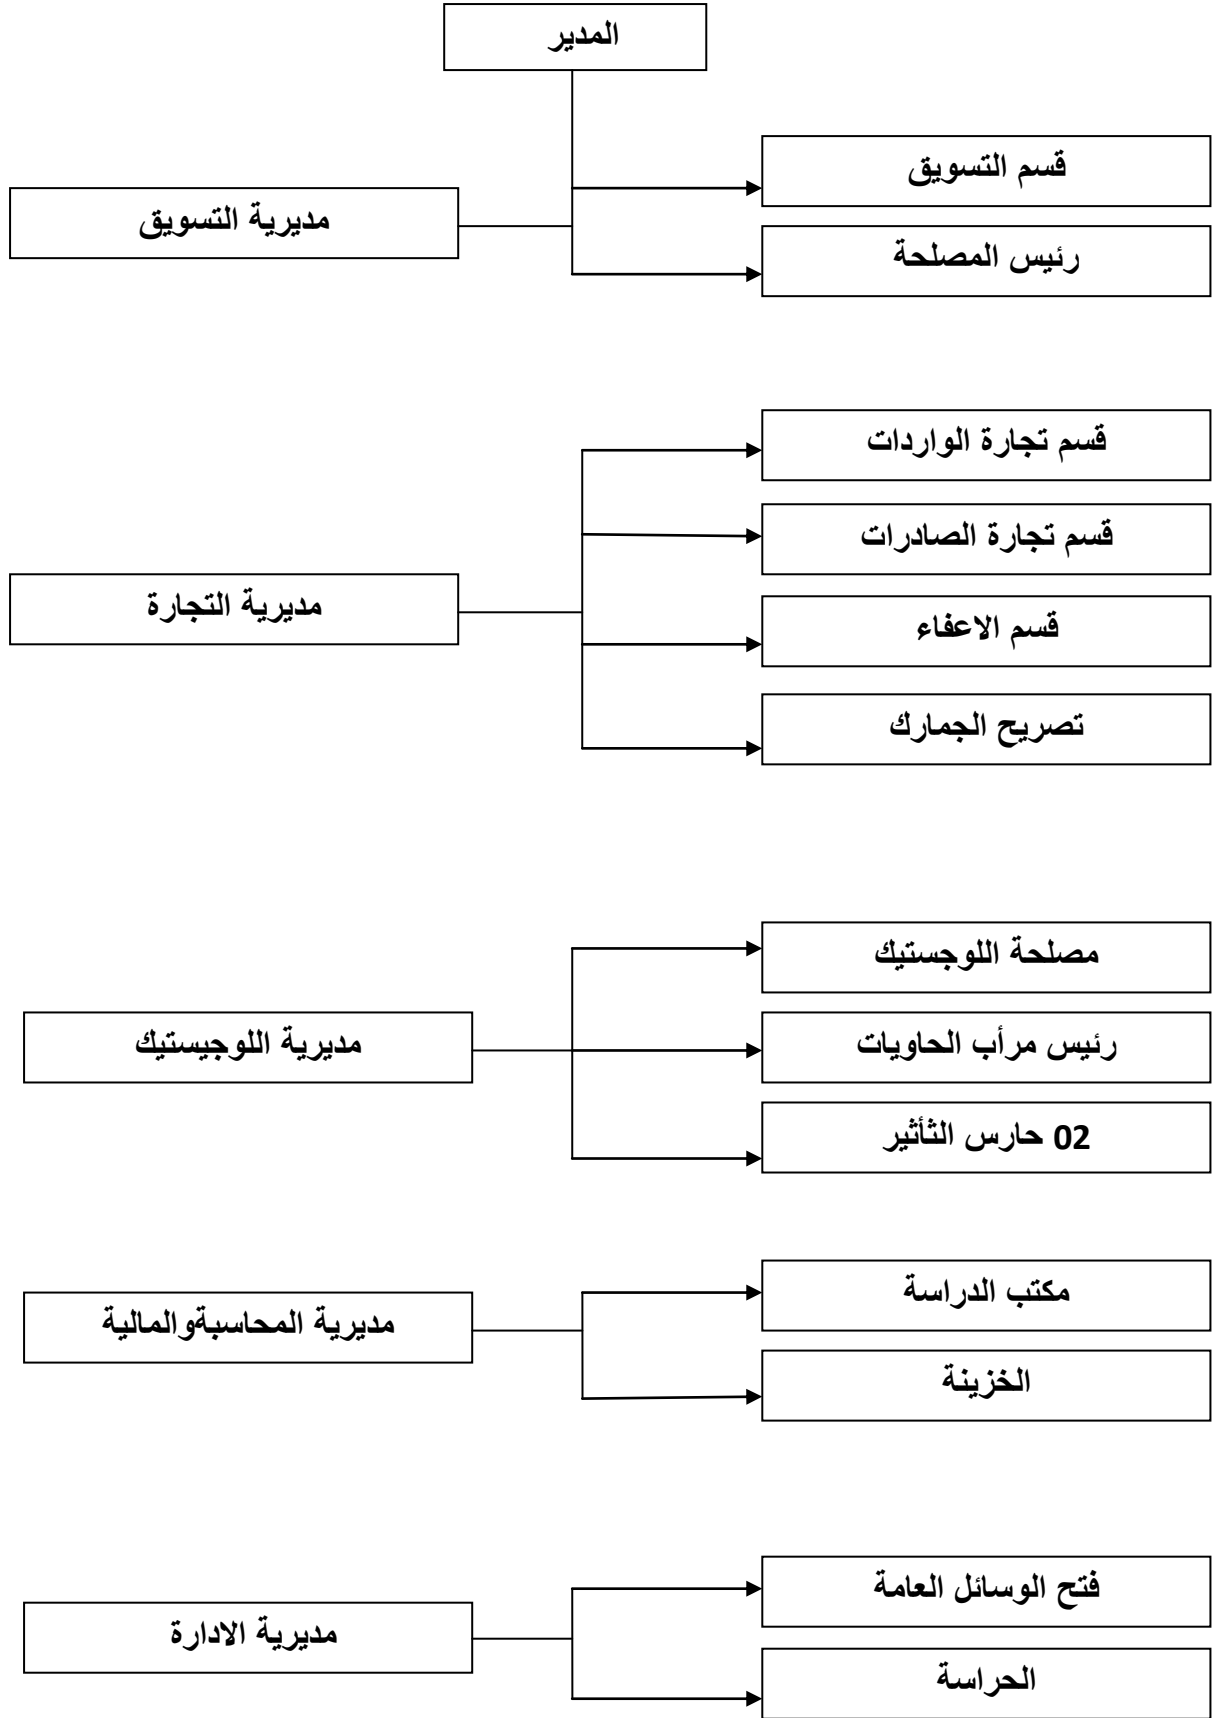 المدير
قسم التسويق
مديرية التسويق
رئيس المصلحة
قسم تجارة الواردات
قسم تجارة الصادرات
مديرية التجارة
قسم الاعفاء
تصريح الجمارك
مصلحة اللوجستيك
مديرية اللوجيستيك
رئيس مرأب الحاويات
02 حارس الثأثير
مكتب الدراسة
مديرية المحاسبةوالمالية
الخزينة
فتح الوسائل العامة
مديرية الادارة
الحراسة